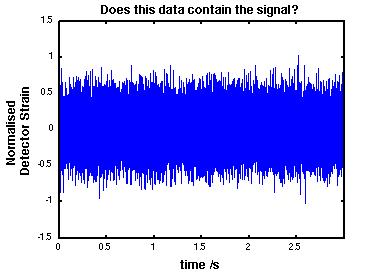 Does this data contain the signal?
1.5
1
0.5
0
-0.5
-1
-1.5
Normalised
Detector Strain
0 0.5 1 1.5 2 2.5
time /s